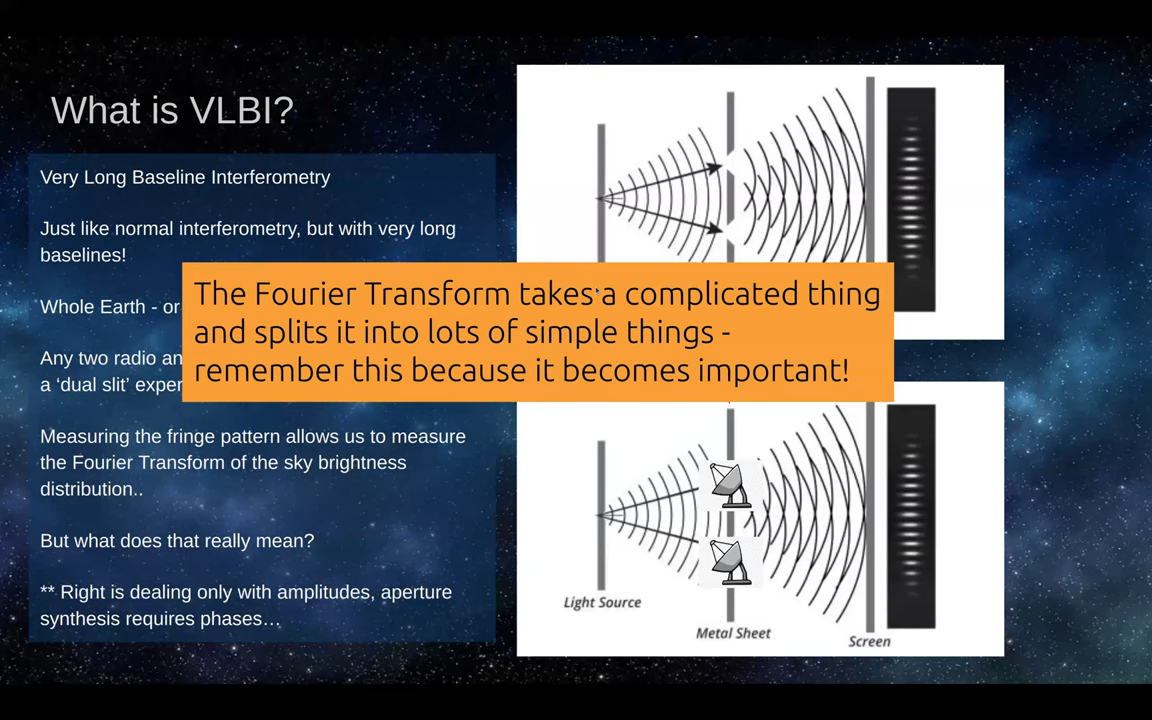 What is VLBI?
Very Long Baseline Interferometry
Just like normal interferometry, but with very long
baselines!
Whole Earth - or
Any two radio an
a ‘dual slit’ exper
The Fourier Transform takes a complicated thing
and splits it into lots of simple things -
remember this because it becomes important!
Measuring the fringe pattern allows us to measure
the Fourier Transform of the sky brightness
distribution..
But what does that really mean?
** Right is dealing only with amplitudes, aperture
synthesis requires phases…
Light Source
Metal Sheet
Screen